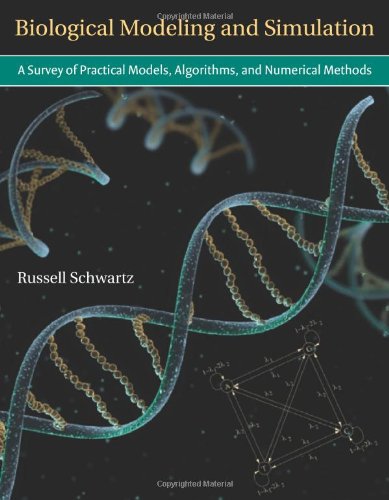 Biological Modeling and Simulation
A Survey of Practical Models, Algorithms, and Numerical Methods
Russell Schwartz